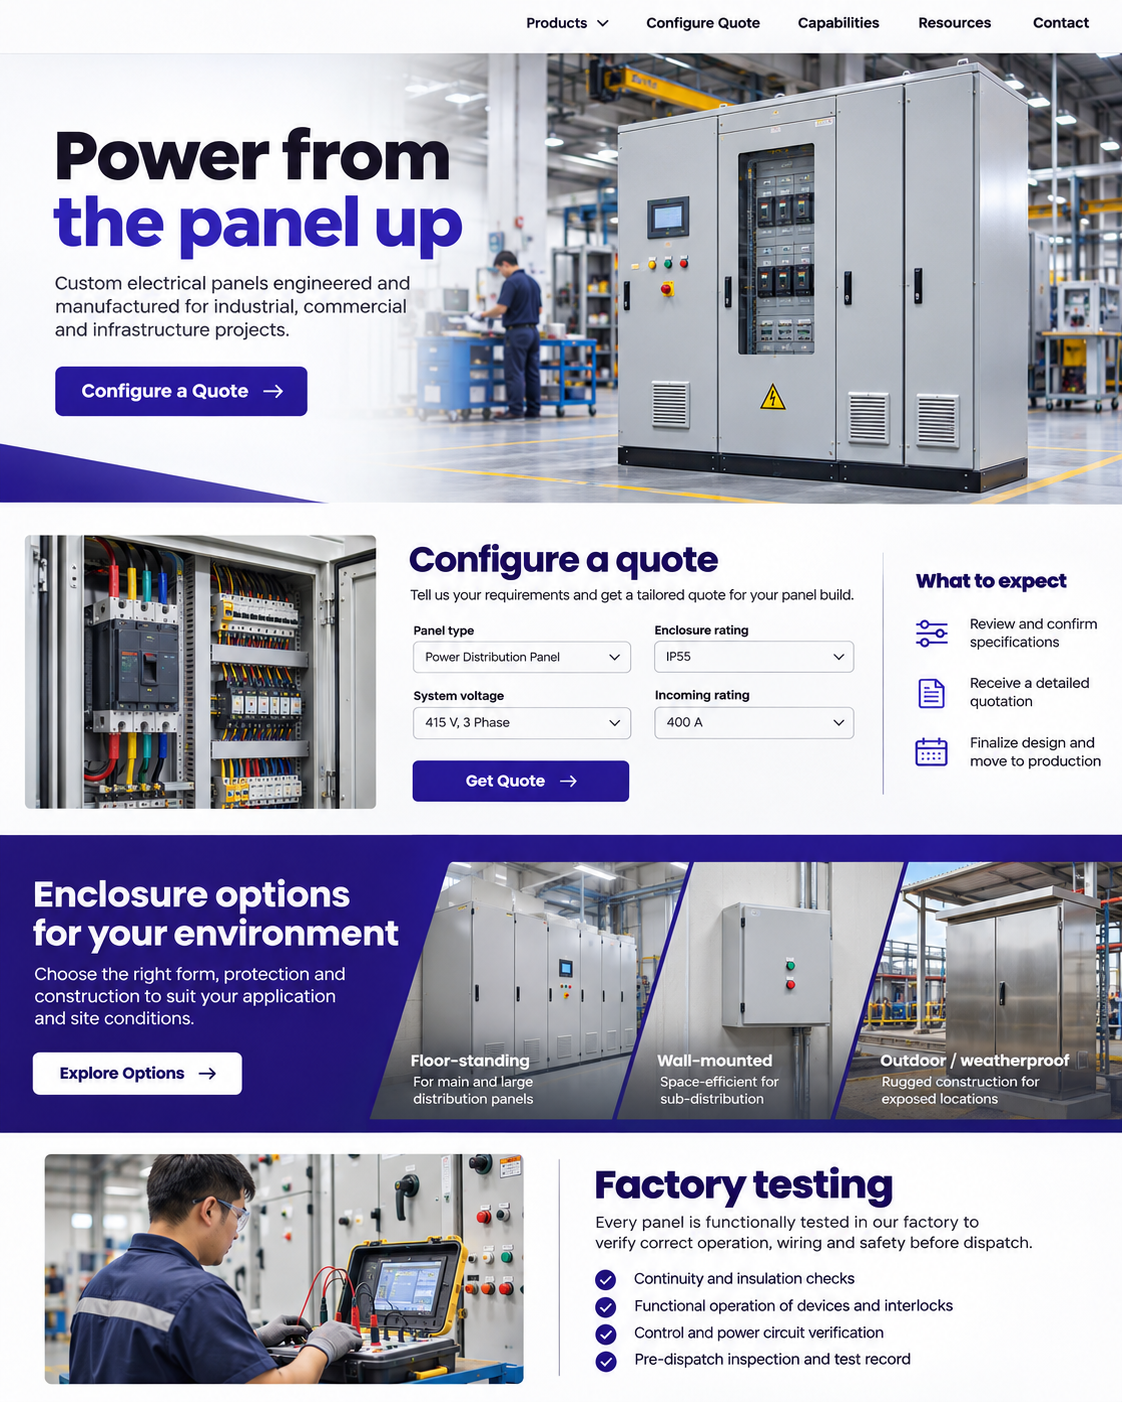 Products
Configure Quote
Capabilities
Resources
Contact
Power from
the panel up
Custom electrical panels engineered and
manufactured for industrial, commercial
and infrastructure projects.
Configure a Quote
Configure a quote
Tell us your requirements and get a tailored quote for your panel build.
Panel type
Power Distribution Panel
Enclosure rating
IP55
System voltage
415 V, 3 Phase
Incoming rating
400 A
Get Quote
What to expect
Review and confirm
specifications
Receive a detailed
quotation
Finalize design and
move to production
Enclosure options
for your environment
Choose the right form, protection and
construction to suit your application
and site conditions.
Explore Options
Floor-standing
For main and large
distribution panels
Wall-mounted
Space-efficient for
sub-distribution
Outdoor / weatherproof
Rugged construction for
exposed locations
Factory testing
Every panel is functionally tested in our factory to
verify correct operation, wiring and safety before dispatch.
Continuity and insulation checks
Functional operation of devices and interlocks
Control and power circuit verification
Pre-dispatch inspection and test record